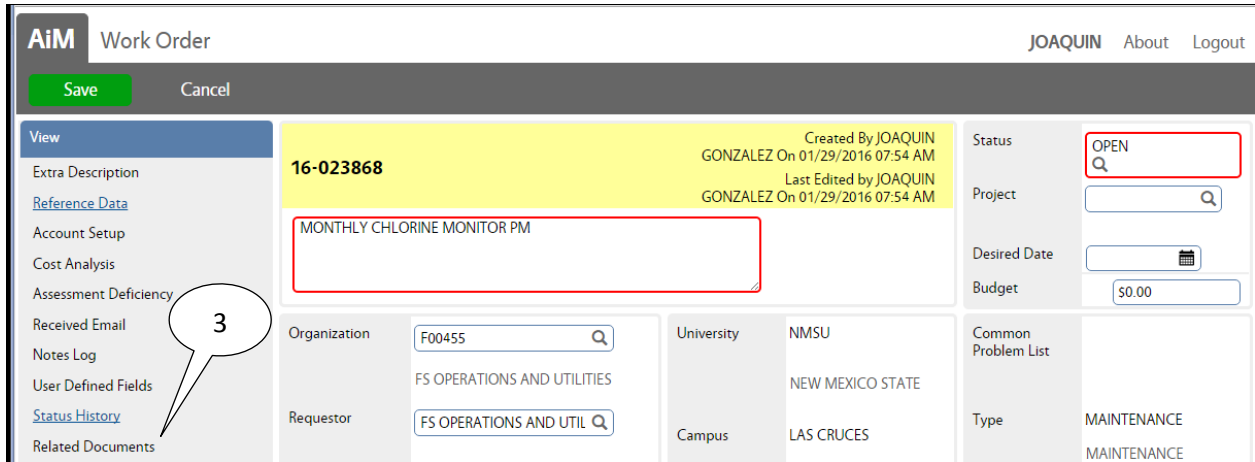 AiM Work Order JOAQUIN About Logout
Save Cancel
View
Extra Description
Reference Data
Account Setup
Cost Analysis
Assessment Deficiency
Received Email
Notes Log
User Defined Fields
Status History
Related Documents
3
16-023868
Created By JOAQUIN
GONZALEZ On 01/29/2016 07:54 AM
Last Edited by JOAQUIN
GONZALEZ On 01/29/2016 07:54 AM
MONTHLY CHLORINE MONITOR PM
Status OPEN
Project
Desired Date
Budget $0.00
Organization F00455
FS OPERATIONS AND UTILITIES
Requestor FS OPERATIONS AND UTIL
University NMSU
NEW MEXICO STATE
Campus LAS CRUCES
Common
Problem List
Type MAINTENANCE
MAINTENANCE